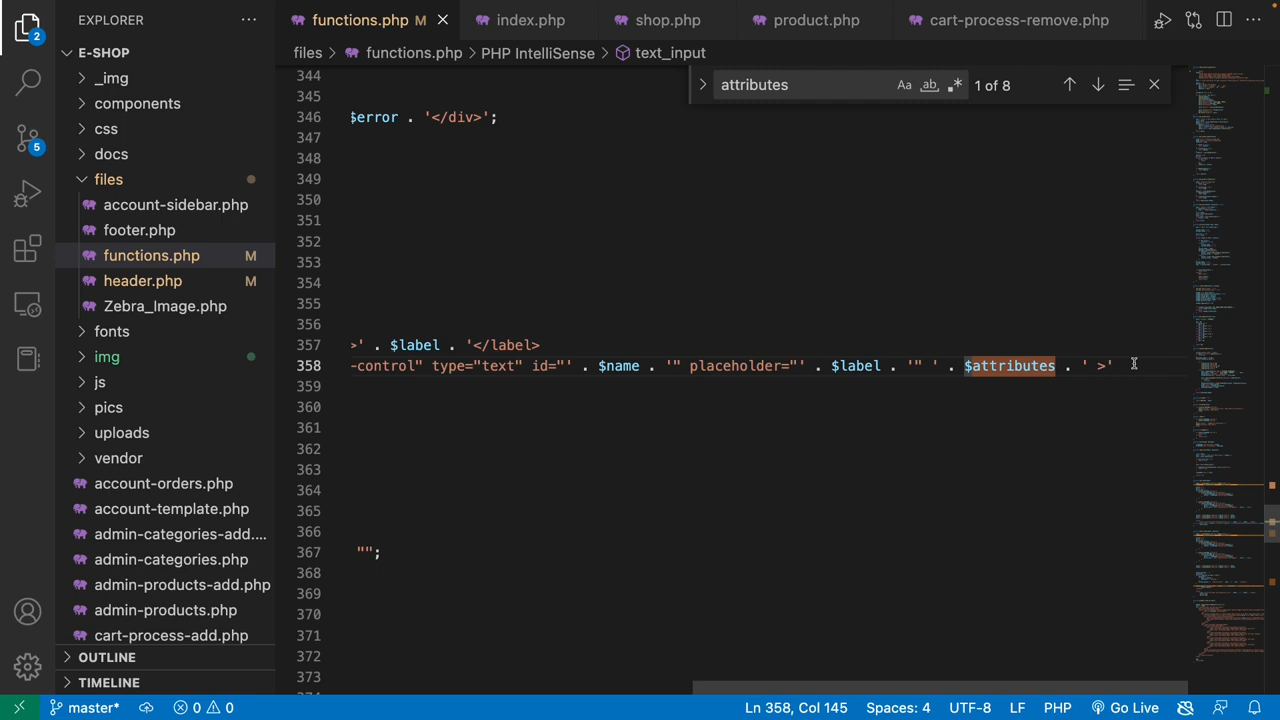 EXPLORER
functions.php M
index.php
shop.php
product.php
cart-process-remove.php
E-SHOP
files > functions.php > PHP IntelliSense > text_input
_img
components
css
docs
files
account-sidebar.php
footer.php
functions.php M
header.php M
Zebra_Image.php
fonts
img
js
pics
uploads
vendor
account-orders.php
account-template.php
admin-categories-add....
admin-categories.php
admin-products-add.php
admin-products.php
cart-process-add.php
OUTLINE
TIMELINE
2
5
attributes Aa ab .* 1 of 8
344
345
346 $error . '</div>';
347
348
349
350
351
352
353
354
355
356
357 >' . $label . '</label>
358 -control" type="text" id="' . $name . '" placeholder="' . $label . '" ' . $attributes . ' >'
359
360
361
362
363
364
365
366
367 "";
368
369
370
371
372
373
374
master* 0 0 Ln 358, Col 145 Spaces: 4 UTF-8 LF PHP Go Live